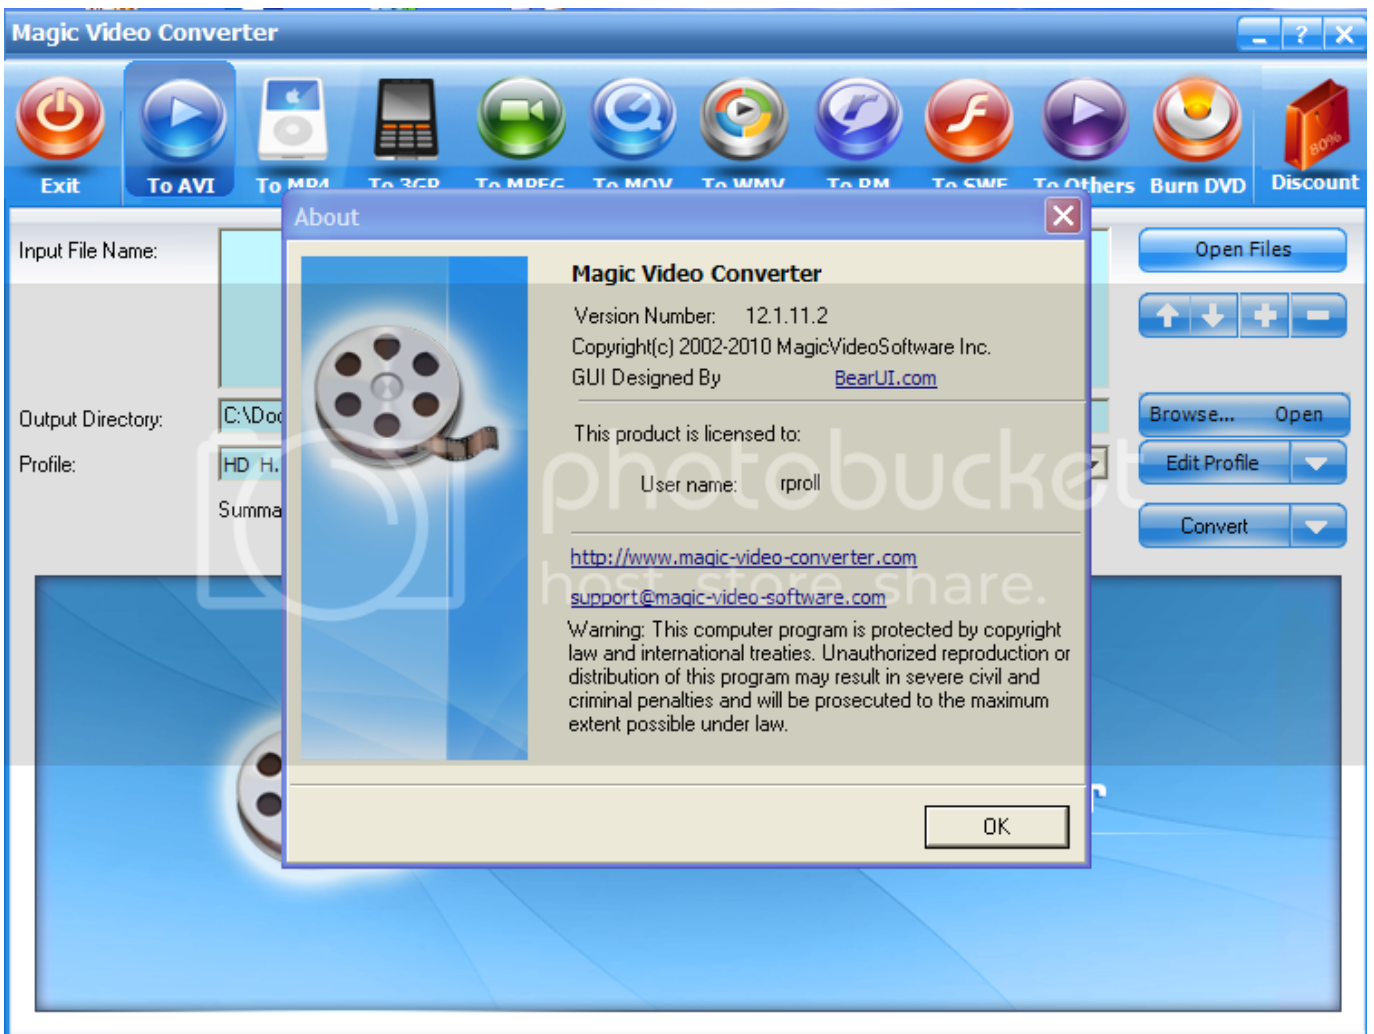 Magic Video Converter
?
Exit
To AVI
To MP4
To 3GP
To MPEG
To MOV
To WMV
To RM
To SWF
To Others
Burn DVD
80%
Discount
About
Input File Name:
Open Files
Magic Video Converter
Version Number: 12.1.11.2
Copyright(c) 2002-2010 MagicVideoSoftware Inc.
GUI Designed By BearUI.com
Output Directory:
C:\Doc
Browse...
Open
This product is licensed to:
Profile:
HD H.
Edit Profile
User name: rproll
Summa
Convert
photobucket
host. store. share.
http://www.magic-video-converter.com
support@magic-video-software.com
Warning: This computer program is protected by copyright
law and international treaties. Unauthorized reproduction or
distribution of this program may result in severe civil and
criminal penalties and will be prosecuted to the maximum
extent possible under law.
OK